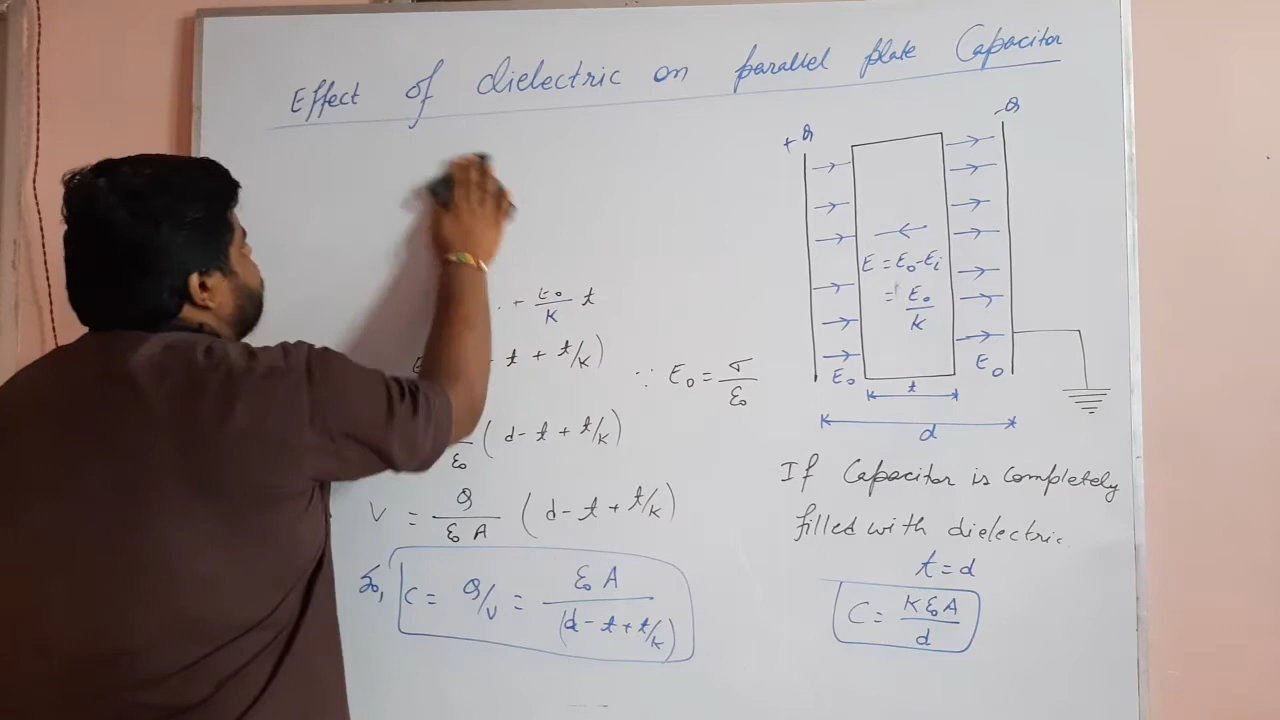 Effect of dielectric on parallel plate Capacitor
+ E₀/K t
t + t/K)
∵ E₀ = σ/ε₀
ε₀ (d - t + t/K)
V = Q/ε₀A (d - t + t/K)
So, C = Q/V = ε₀A/(d - t + t/K)
+Q
-Q
E = E₀ - Eᵢ
= E₀/K
E₀
E₀
t
d
If Capacitor is completely
filled with dielectric.
t = d
C = Kε₀A/d